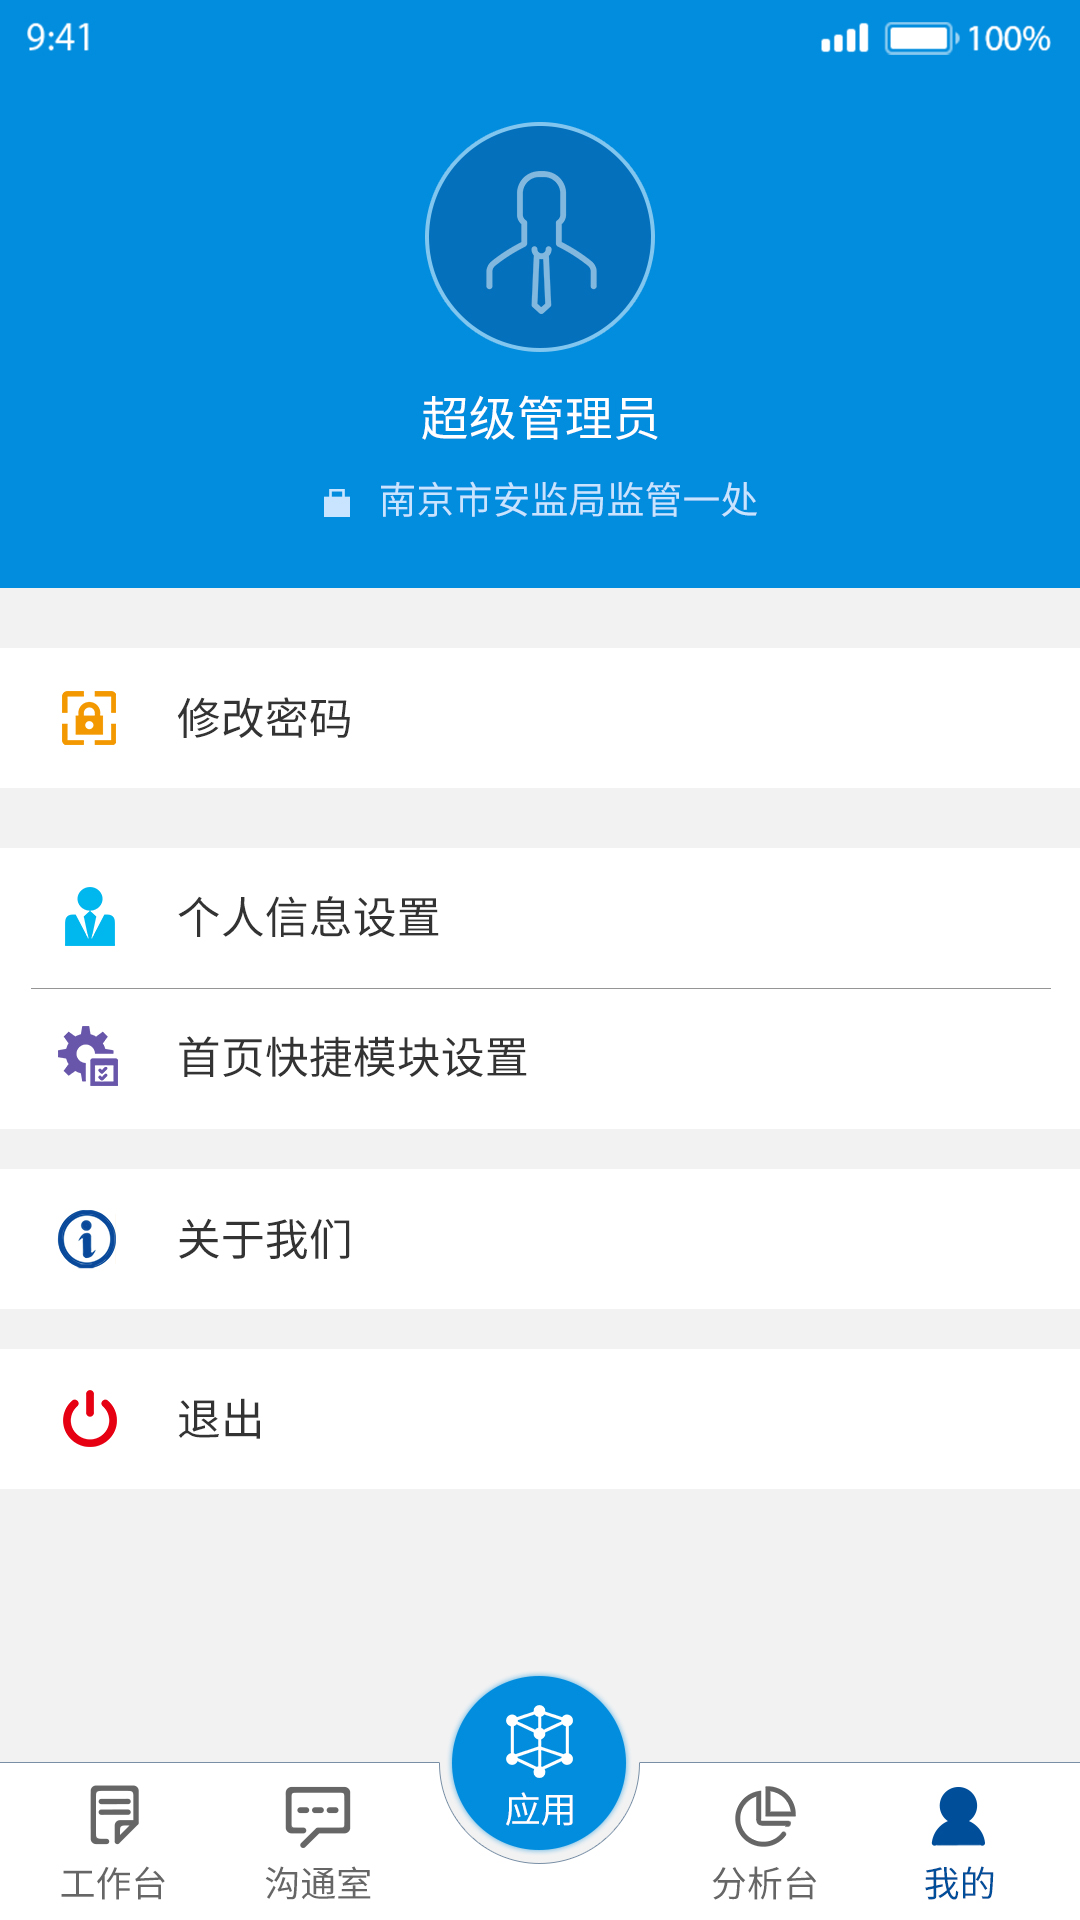 9:41
100%
超级管理员
南京市安监局监管一处
修改密码
个人信息设置
首页快捷模块设置
关于我们
退出
应用
工作台
沟通室
分析台
我的